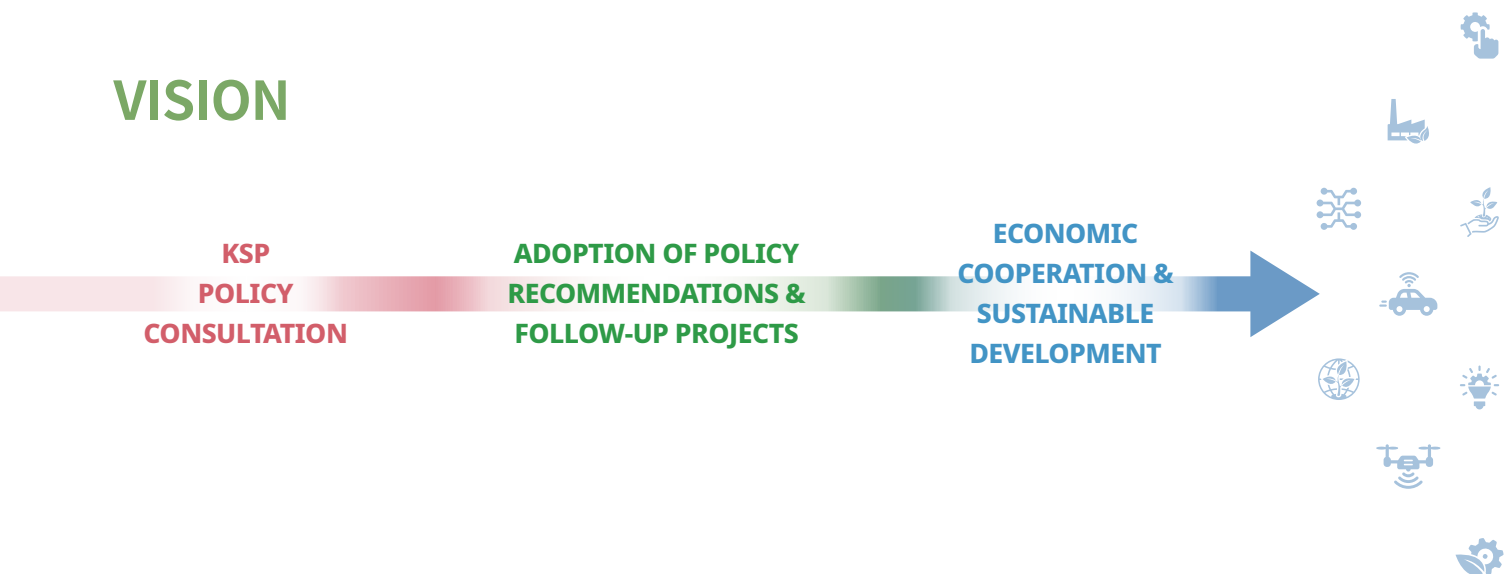 VISION
KSP
POLICY
CONSULTATION
ADOPTION OF POLICY
RECOMMENDATIONS &
FOLLOW-UP PROJECTS
ECONOMIC
COOPERATION &
SUSTAINABLE
DEVELOPMENT